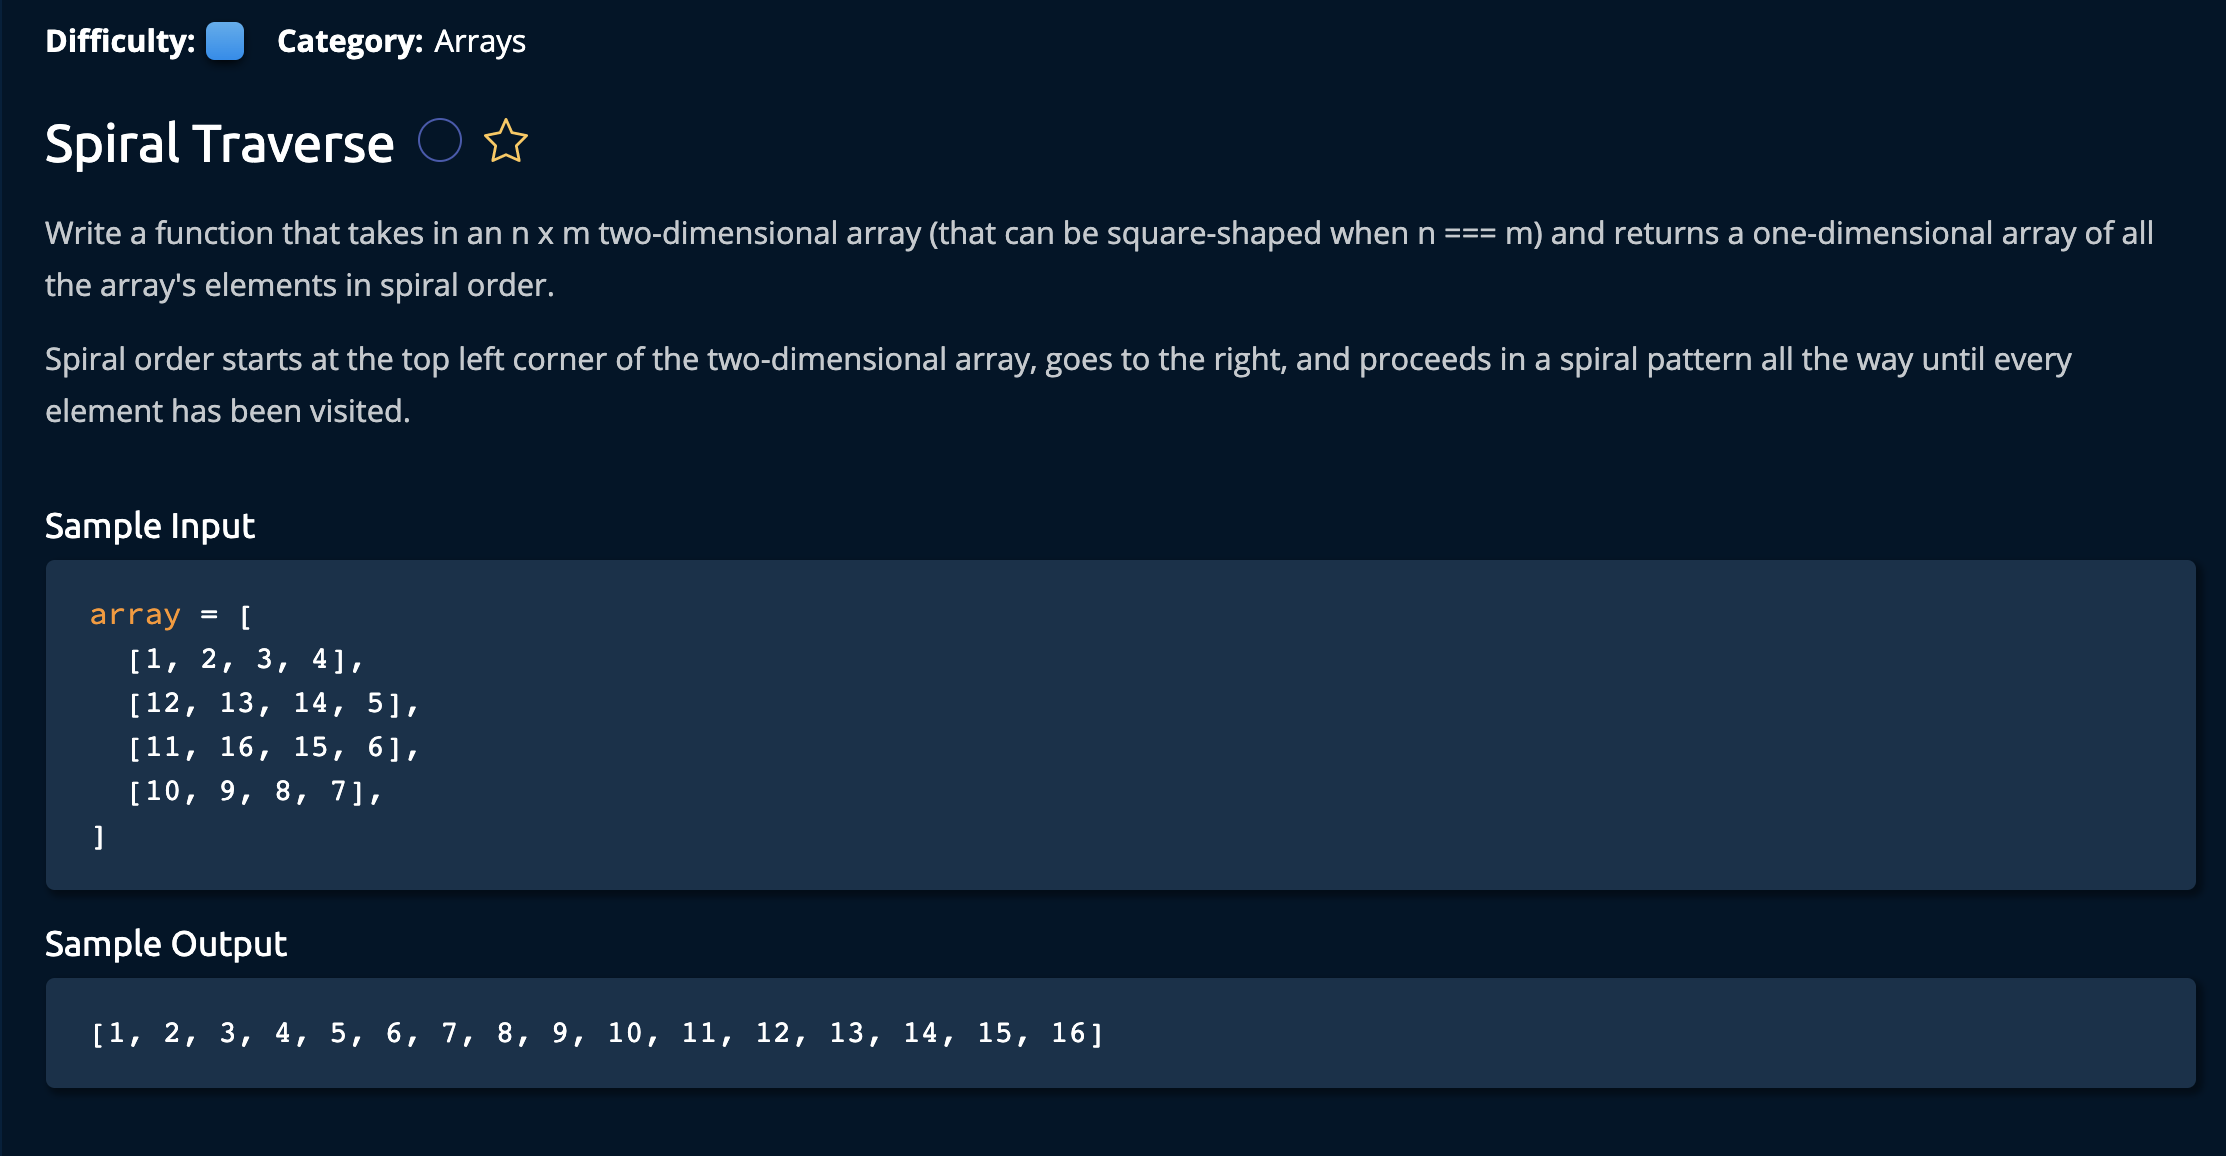 Difficulty: Category: Arrays
Spiral Traverse
Write a function that takes in an n x m two-dimensional array (that can be square-shaped when n === m) and returns a one-dimensional array of all
the array's elements in spiral order.
Spiral order starts at the top left corner of the two-dimensional array, goes to the right, and proceeds in a spiral pattern all the way until every
element has been visited.
Sample Input
array = [
  [1, 2, 3, 4],
  [12, 13, 14, 5],
  [11, 16, 15, 6],
  [10, 9, 8, 7],
]
Sample Output
[1, 2, 3, 4, 5, 6, 7, 8, 9, 10, 11, 12, 13, 14, 15, 16]